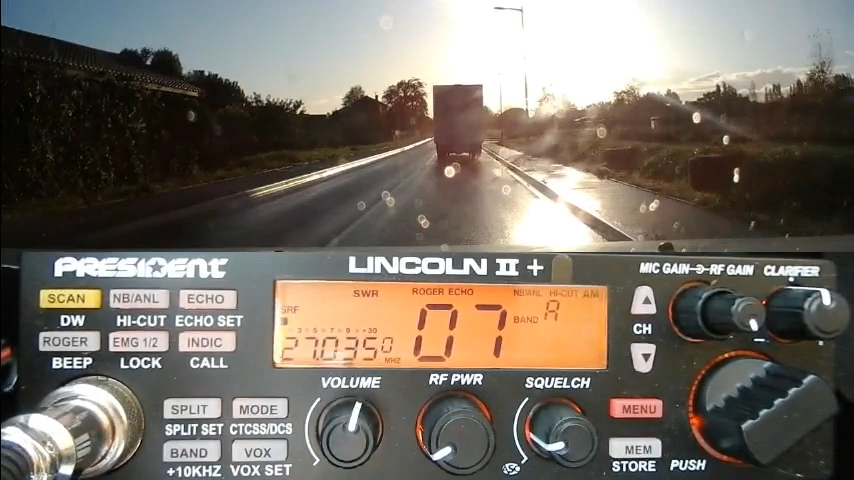 PRESIDENT
LINCOLN II +
MIC GAIN RF GAIN CLARIFIER
SCAN NB/ANL ECHO
DW HI-CUT ECHO SET
ROGER EMG 1/2 INDIC
BEEP LOCK CALL
SWR ROGER ECHO NB/ANL HI-CUT AM
SRF
07 BAND A
27.0350 MHZ
CH
VOLUME RF PWR SQUELCH
SPLIT MODE
SPLIT SET CTCSS/DCS
BAND VOX
+10KHZ VOX SET
MENU
MEM
STORE PUSH
ASC